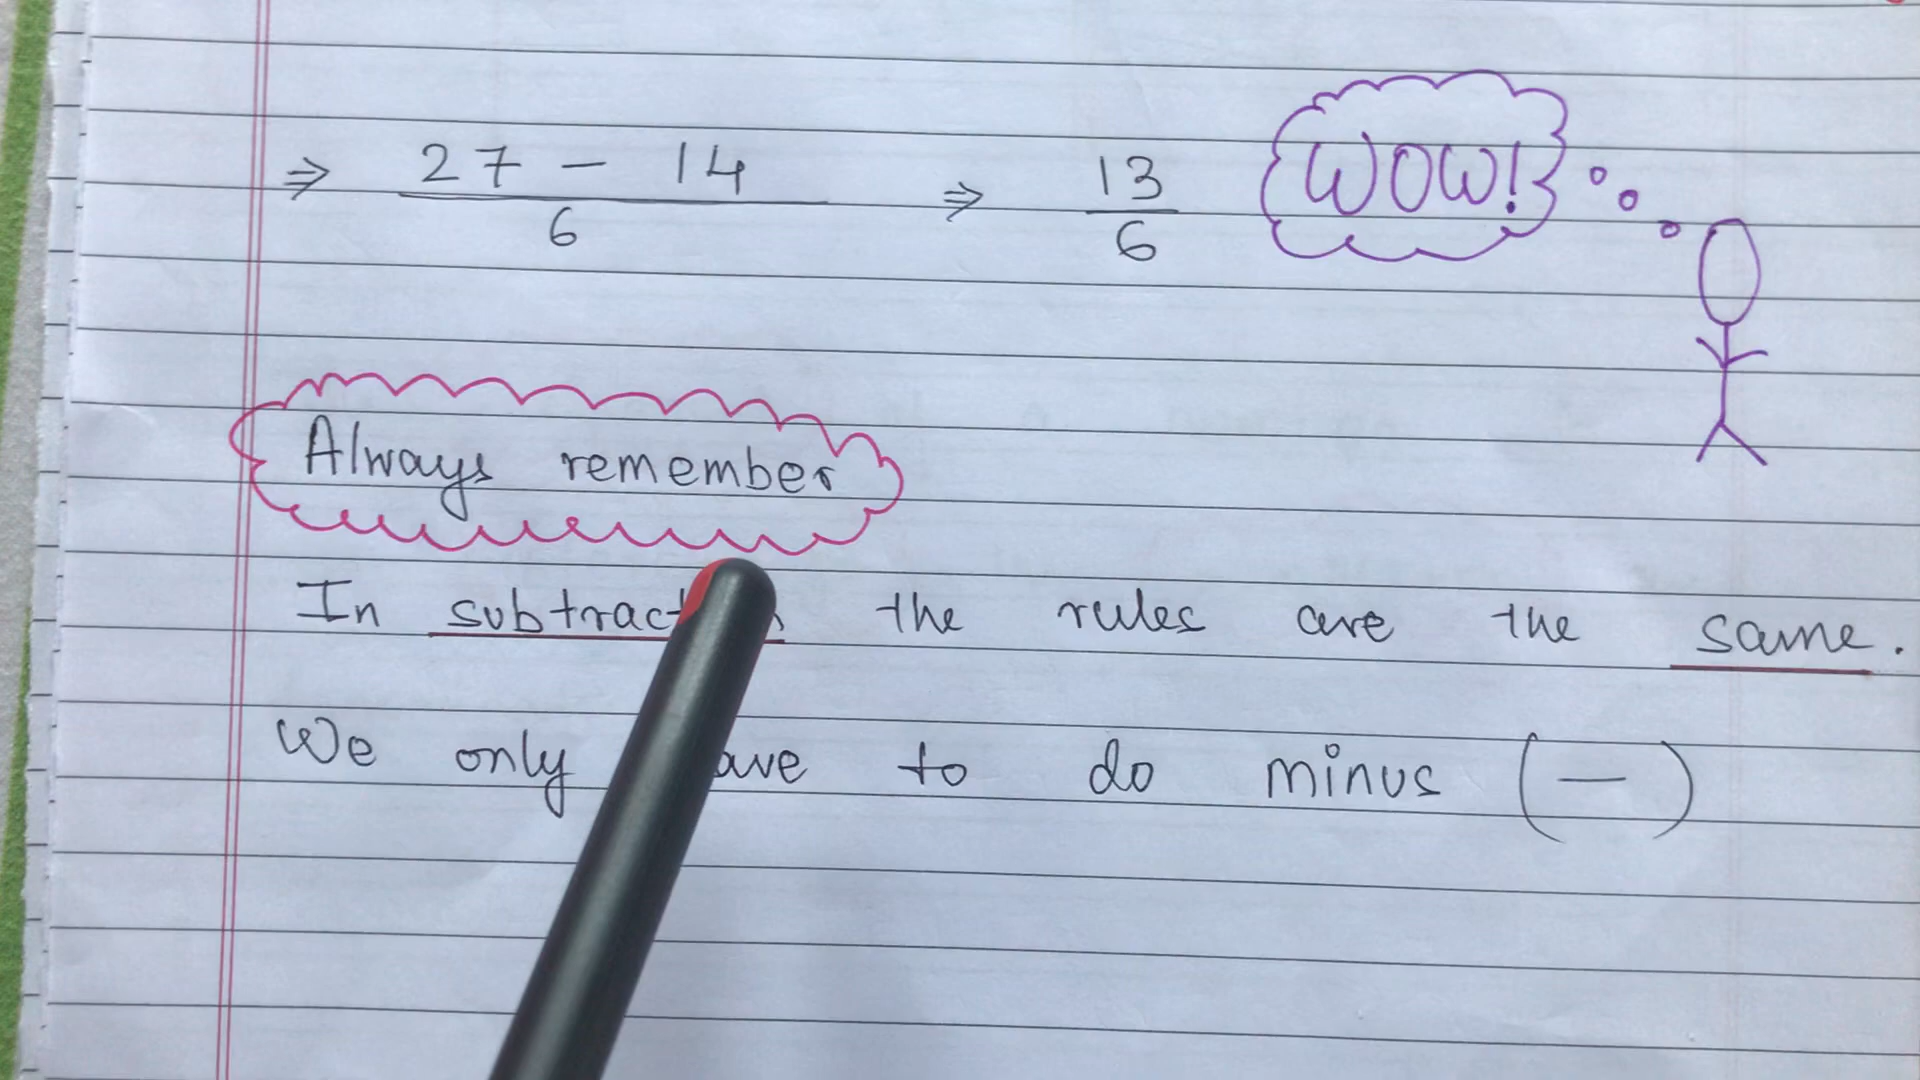 ⇒ 27 - 14 / 6 ⇒ 13 / 6 WOW!
Always remember
In the rules are the same.
We only to do minus (-)